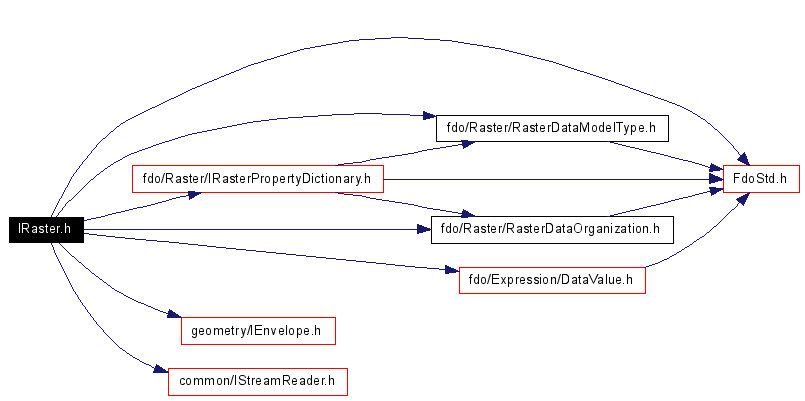 fdo/Raster/RasterDataModelType.h
fdo/Raster/IRasterPropertyDictionary.h
FdoStd.h
IRaster.h
fdo/Raster/RasterDataOrganization.h
fdo/Expression/DataValue.h
geometry/IEnvelope.h
common/IStreamReader.h